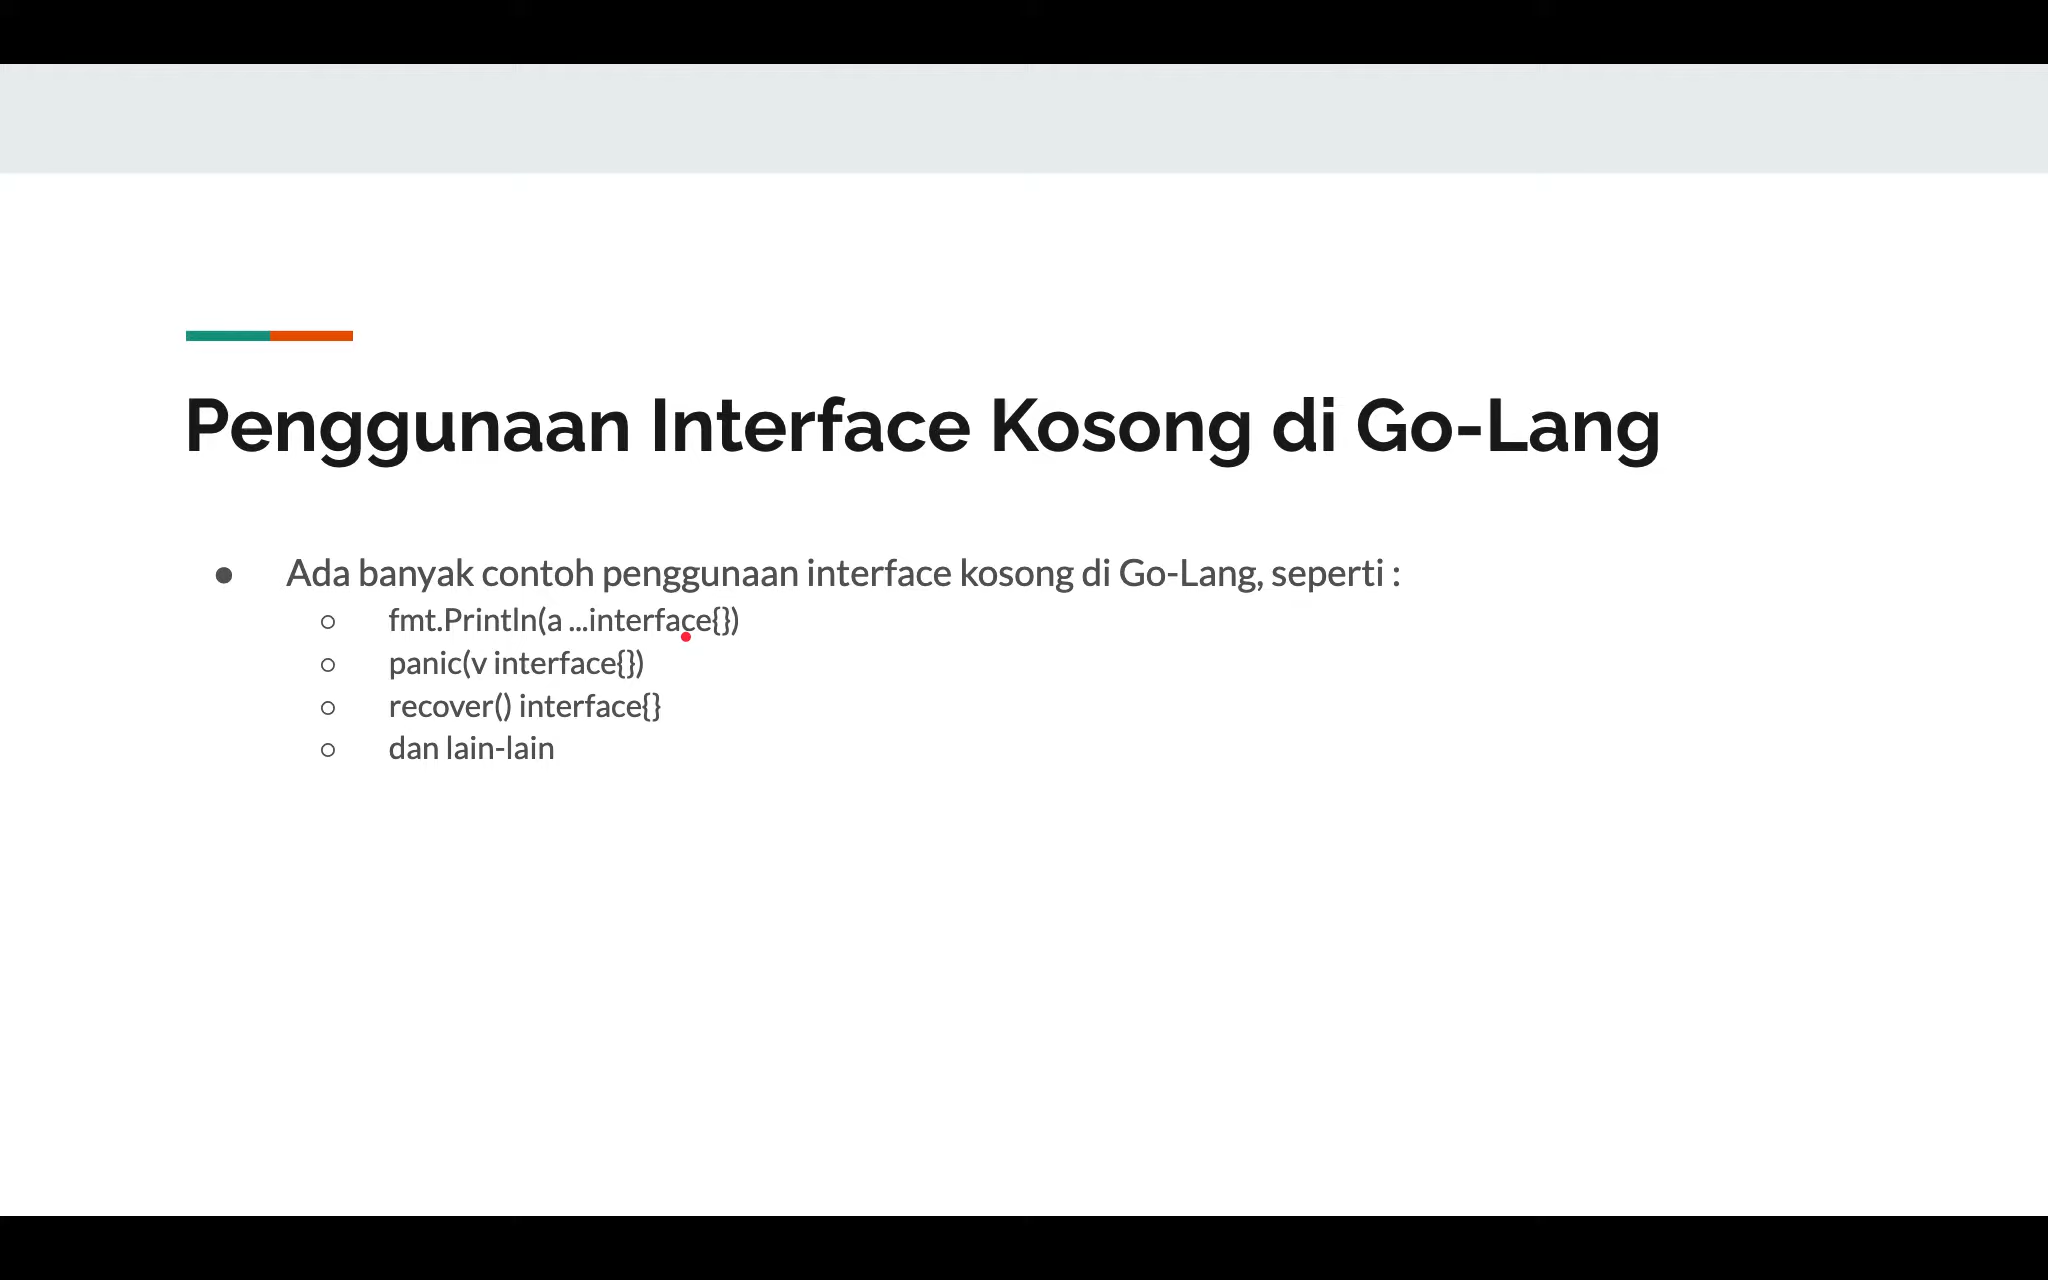 Penggunaan Interface Kosong di Go-Lang
● Ada banyak contoh penggunaan interface kosong di Go-Lang, seperti :
○ fmt.Println(a ...interface{})
○ panic(v interface{})
○ recover() interface{}
○ dan lain-lain